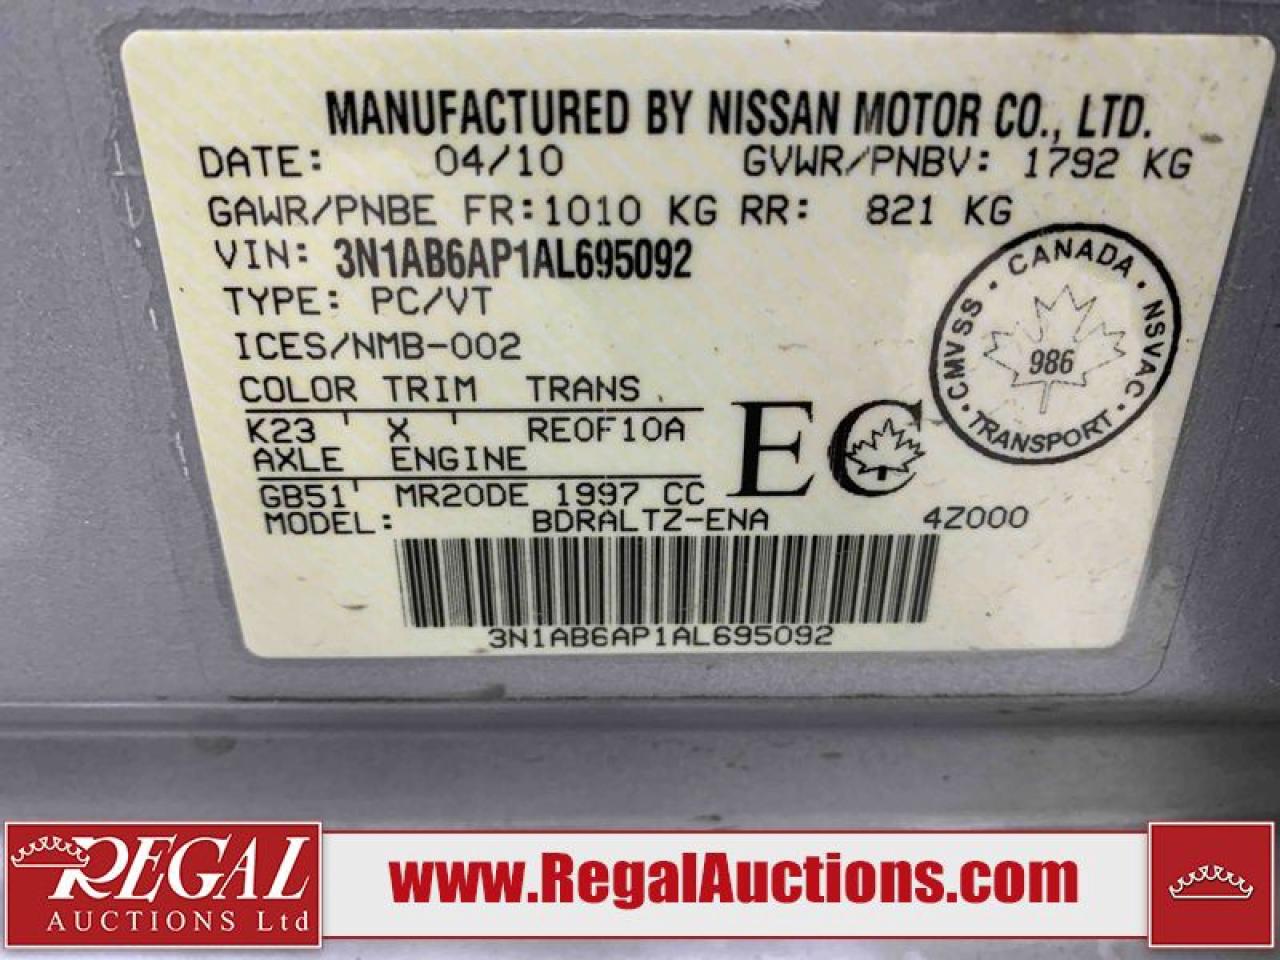 MANUFACTURED BY NISSAN MOTOR CO., LTD.
DATE: 04/10 GVWR/PNBV: 1792 KG
GAWR/PNBE FR: 1010 KG RR: 821 KG
VIN: 3N1AB6AP1AL695092
TYPE: PC/VT
ICES/NMB-002
COLOR TRIM TRANS.
K23 ' X ' RE0F10A
AXLE ENGINE
GB51' MR20DE 1997 CC
MODEL: BDRALTZ-ENA 4Z000
3N1AB6AP1AL695092
EC
CMVSS · CANADA · NSVAC · TRANSPORT ·
986
REGAL
AUCTIONS Ltd
www.RegalAuctions.com